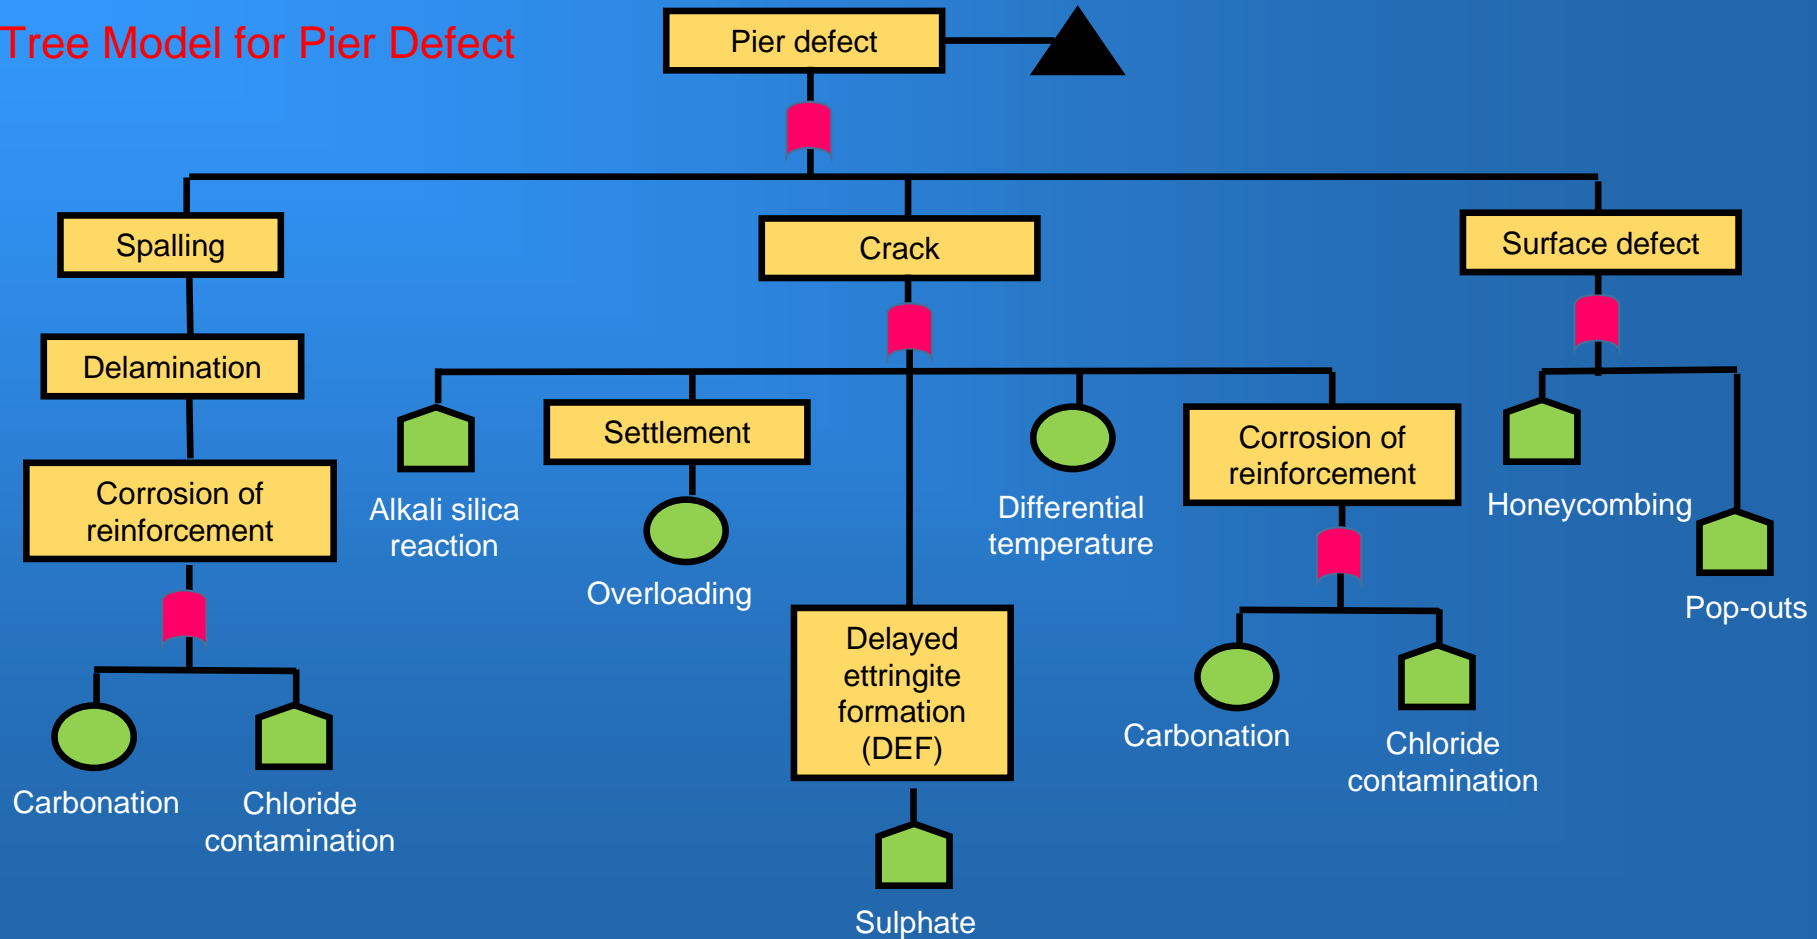 Tree Model for Pier Defect
Pier defect
Spalling
Crack
Surface defect
Delamination
Settlement
Corrosion of
reinforcement
Corrosion of
reinforcement
Alkali silica
reaction
Differential
temperature
Honeycombing
Overloading
Pop-outs
Delayed
ettringite
formation
(DEF)
Carbonation
Chloride
contamination
Carbonation
Chloride
contamination
Sulphate